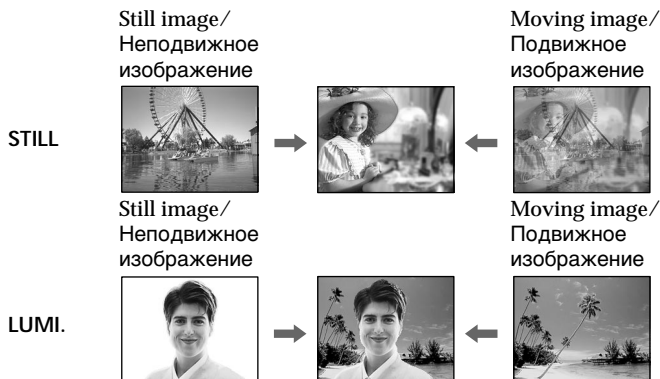 Still image/
Неподвижное
изображение
Moving image/
Подвижное
изображение
STILL
Still image/
Неподвижное
изображение
Moving image/
Подвижное
изображение
LUMI.